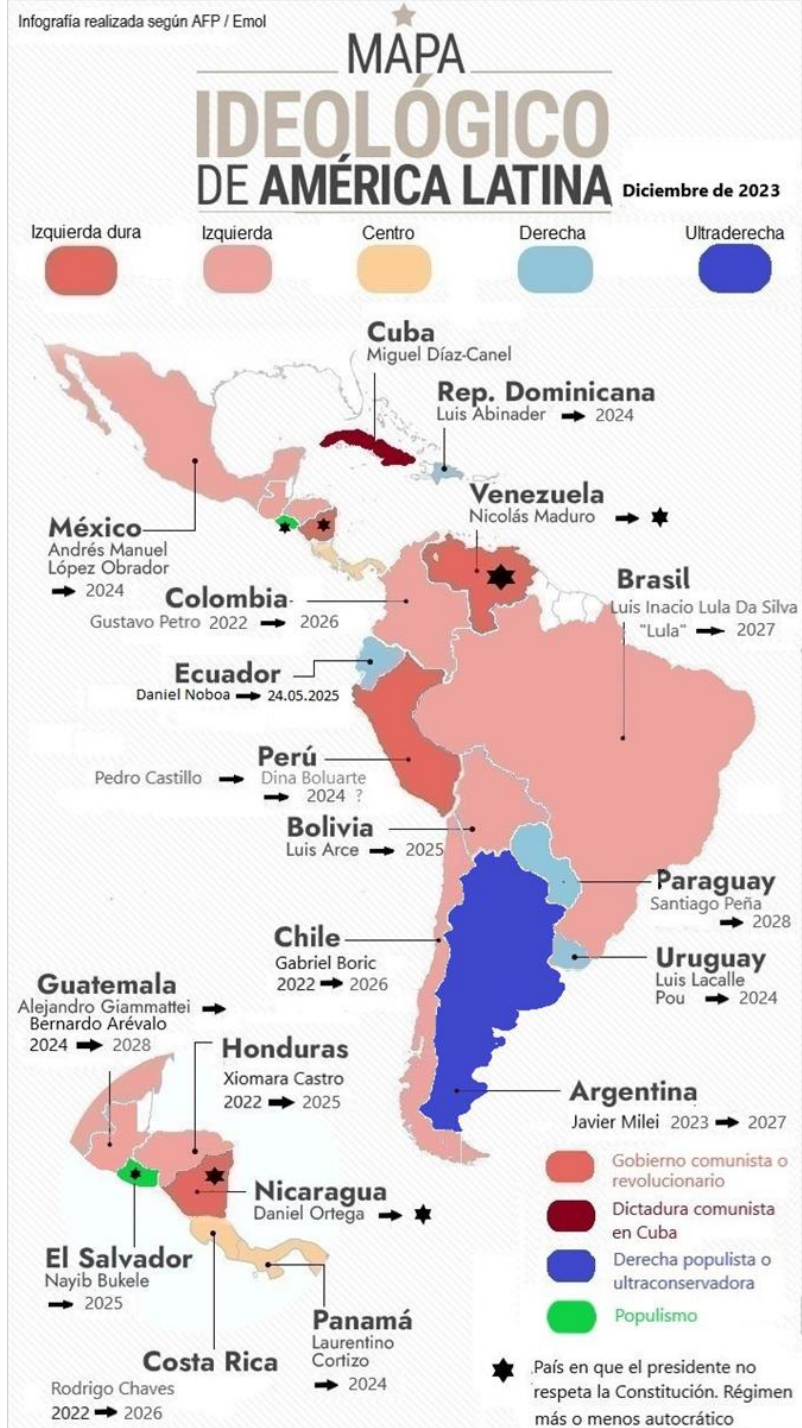 Infografía realizada según AFP / Emol
MAPA
IDEOLÓGICO
DE AMÉRICA LATINA
Diciembre de 2023
Izquierda dura
Izquierda
Centro
Derecha
Ultraderecha
Cuba
Miguel Díaz-Canel
Rep. Dominicana
Luis Abinader → 2024
Venezuela
Nicolás Maduro →
México
Andrés Manuel
López Obrador
→ 2024
Brasil
Luis Inacio Lula Da Silva
"Lula" → 2027
Colombia
Gustavo Petro 2022 → 2026
Ecuador
Daniel Noboa → 24.05.2025
Perú
Pedro Castillo → Dina Boluarte
→ 2024 ?
Bolivia
Luis Arce → 2025
Paraguay
Santiago Peña
→ 2028
Chile
Gabriel Boric
2022 → 2026
Uruguay
Luis Lacalle
Pou → 2024
Guatemala
Alejandro Giammattei →
Bernardo Arévalo
2024 → 2028
Honduras
Xiomara Castro
2022 → 2025
Argentina
Javier Milei 2023 → 2027
Nicaragua
Daniel Ortega →
El Salvador
Nayib Bukele
→ 2025
Panamá
Laurentino
Cortizo
→ 2024
Costa Rica
Rodrigo Chaves
2022 → 2026
Gobierno comunista o
revolucionario
Dictadura comunista
en Cuba
Derecha populista o
ultraconservadora
Populismo
País en que el presidente no
respeta la Constitución. Régimen
más o menos autocrático